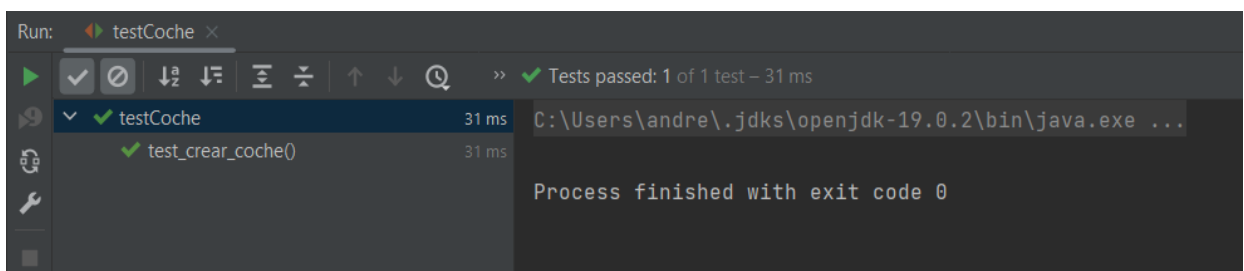 Run: testCoche
Tests passed: 1 of 1 test – 31 ms
testCoche 31 ms
test_crear_coche() 31 ms
C:\Users\andre\.jdks\openjdk-19.0.2\bin\java.exe ...
Process finished with exit code 0